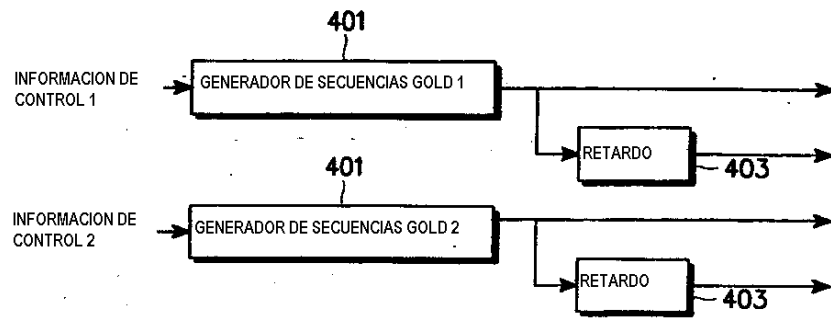 401
INFORMACION DE
CONTROL 1
GENERADOR DE SECUENCIAS GOLD 1
RETARDO
403
401
INFORMACION DE
CONTROL 2
GENERADOR DE SECUENCIAS GOLD 2
RETARDO
403